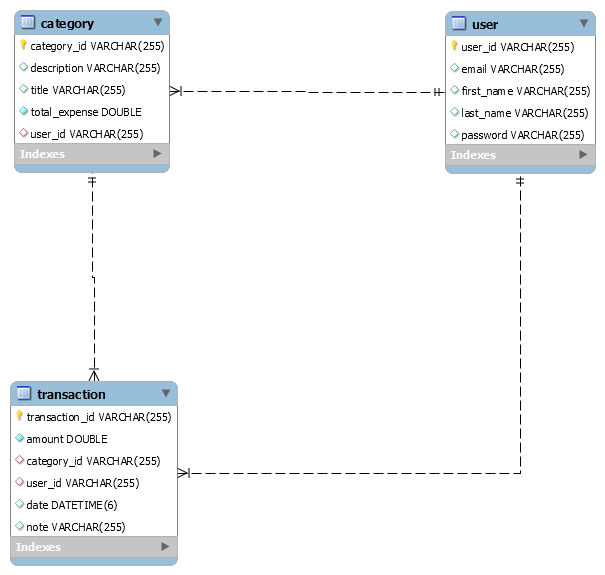 category
category_id VARCHAR(255)
description VARCHAR(255)
title VARCHAR(255)
total_expense DOUBLE
user_id VARCHAR(255)
Indexes
user
user_id VARCHAR(255)
email VARCHAR(255)
first_name VARCHAR(255)
last_name VARCHAR(255)
password VARCHAR(255)
Indexes
transaction
transaction_id VARCHAR(255)
amount DOUBLE
category_id VARCHAR(255)
user_id VARCHAR(255)
date DATETIME(6)
note VARCHAR(255)
Indexes